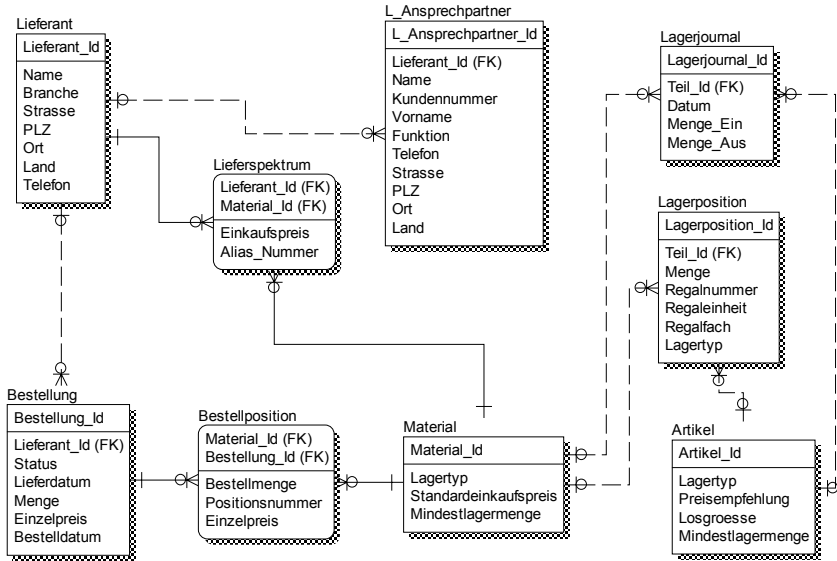 Lieferant
Lieferant_Id
Name
Branche
Strasse
PLZ
Ort
Land
Telefon
L_Ansprechpartner
L_Ansprechpartner_Id
Lieferant_Id (FK)
Name
Kundennummer
Vorname
Funktion
Telefon
Strasse
PLZ
Ort
Land
Lagerjournal
Lagerjournal_Id
Teil_Id (FK)
Datum
Menge_Ein
Menge_Aus
Lieferspektrum
Lieferant_Id (FK)
Material_Id (FK)
Einkaufspreis
Alias_Nummer
Lagerposition
Lagerposition_Id
Teil_Id (FK)
Menge
Regalnummer
Regaleinheit
Regalfach
Lagertyp
Bestellung
Bestellung_Id
Lieferant_Id (FK)
Status
Lieferdatum
Menge
Einzelpreis
Bestelldatum
Bestellposition
Material_Id (FK)
Bestellung_Id (FK)
Bestellmenge
Positionsnummer
Einzelpreis
Material
Material_Id
Lagertyp
Standardeinkaufspreis
Mindestlagermenge
Artikel
Artikel_Id
Lagertyp
Preisempfehlung
Losgroesse
Mindestlagermenge